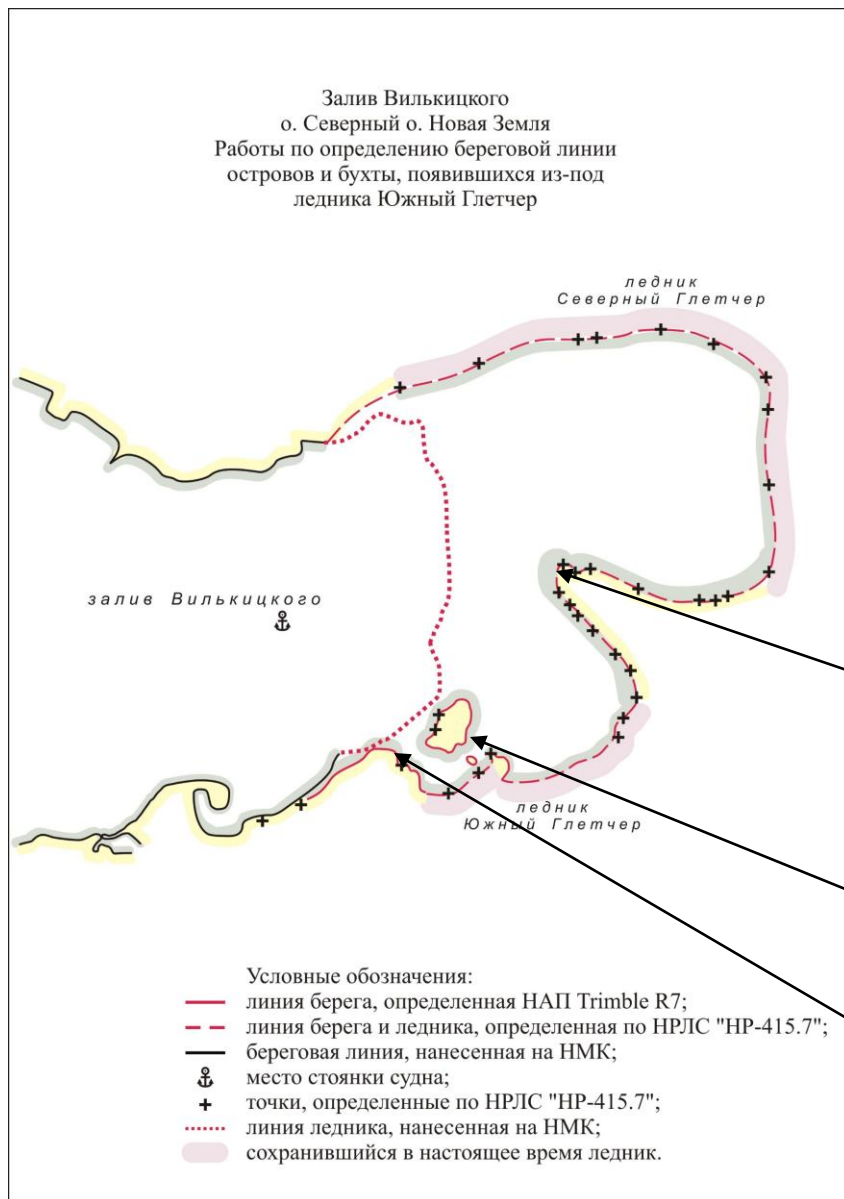 Залив Вилькицкого
о. Северный о. Новая Земля
Работы по определению береговой линии
островов и бухты, появившихся из-под
ледника Южный Глетчер
ледник
Северный Глетчер
залив Вилькицкого
ледник
Южный Глетчер
Условные обозначения:
линия берега, определенная НАП Trimble R7;
линия берега и ледника, определенная по НРЛС "НР-415.7";
береговая линия, нанесенная на НМК;
место стоянки судна;
точки, определенные по НРЛС "НР-415.7";
линия ледника, нанесенная на НМК;
сохранившийся в настоящее время ледник.